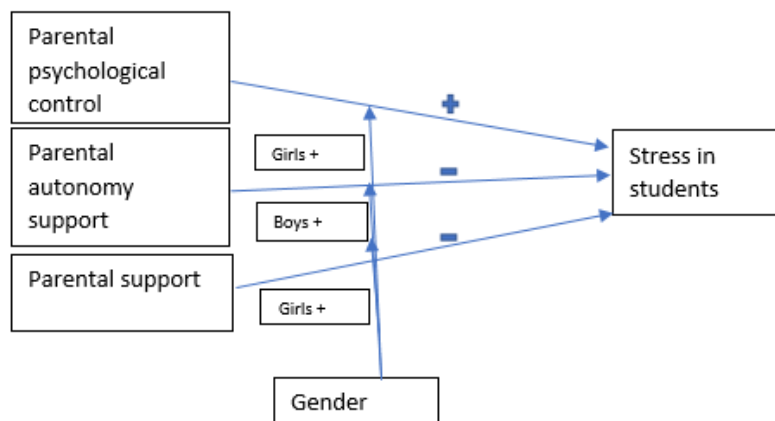 Parental
psychological
control
+
Girls +
Parental
autonomy
support
-
Stress in
students
Boys +
Parental support
-
Girls +
Gender